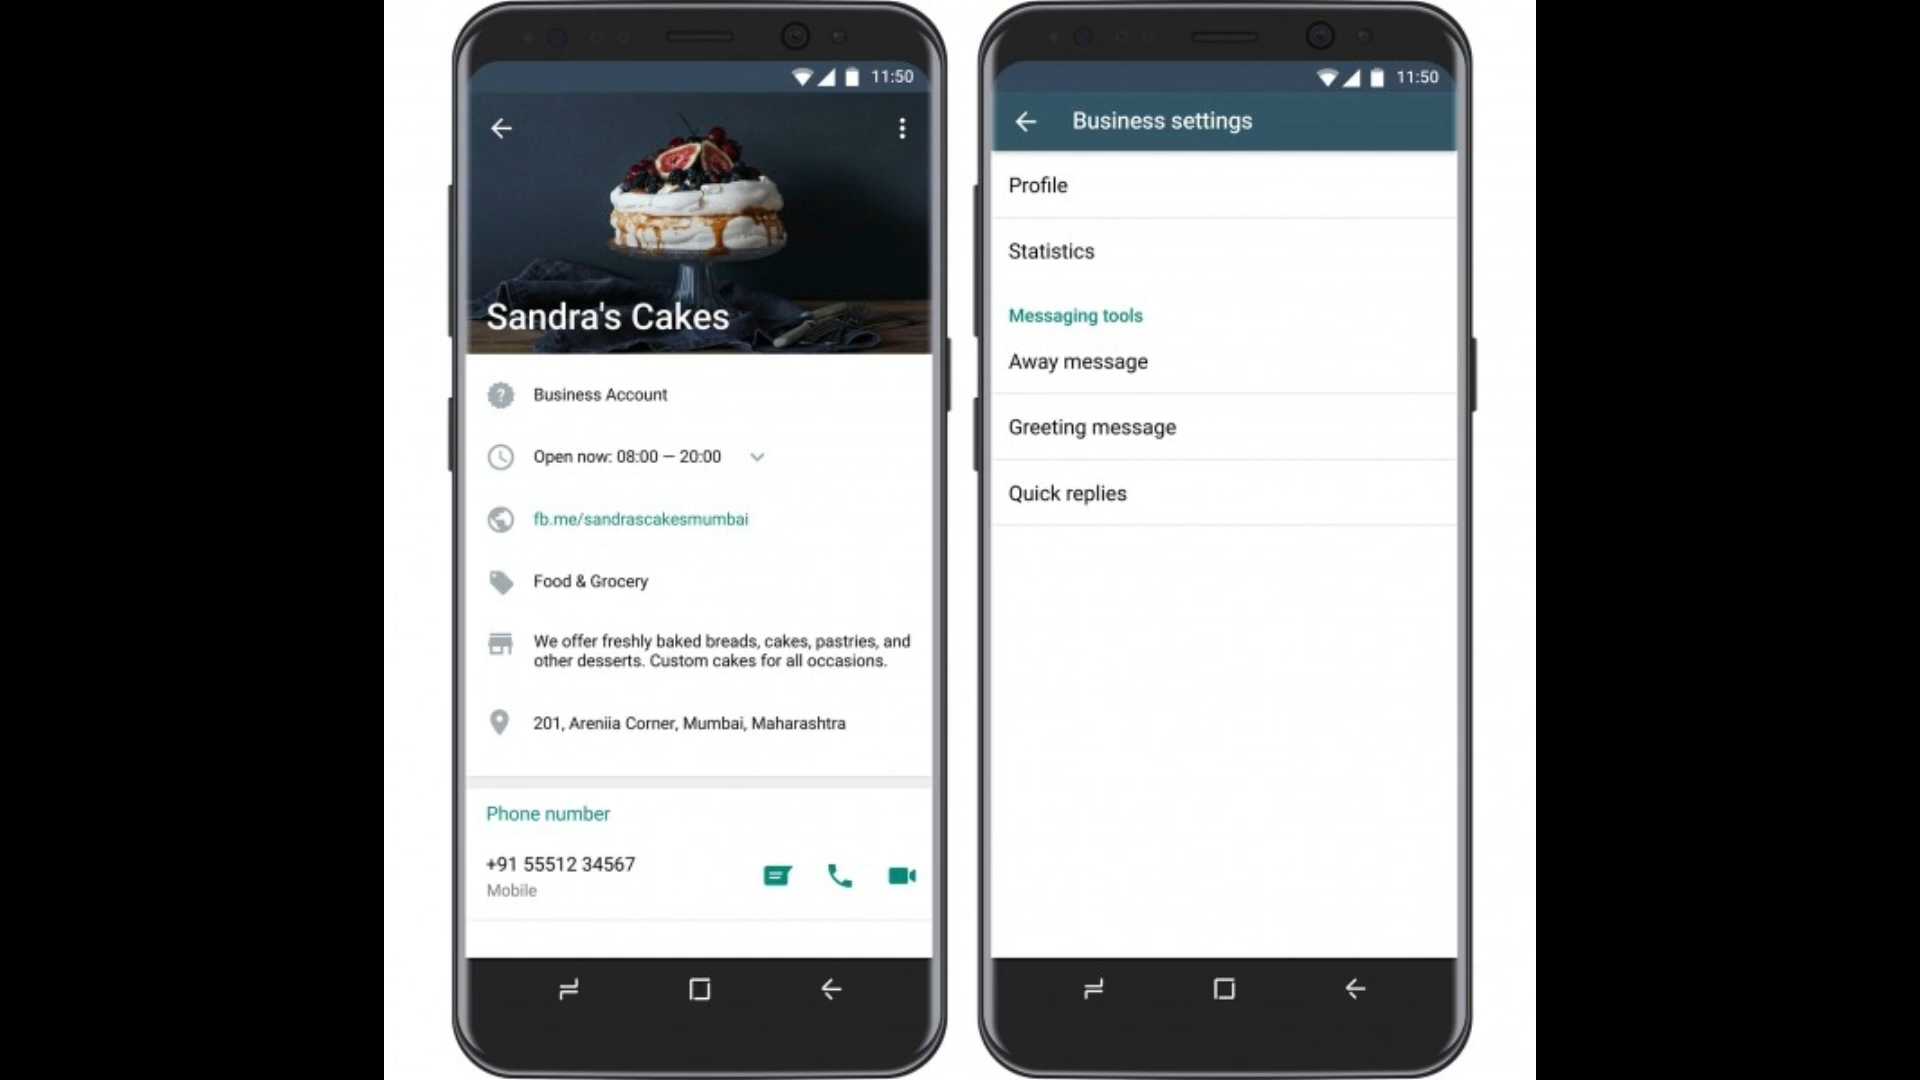 11:50
Sandra's Cakes
Business Account
Open now: 08:00 – 20:00
fb.me/sandrascakesmumbai
Food & Grocery
We offer freshly baked breads, cakes, pastries, and
other desserts. Custom cakes for all occasions.
201, Areniia Corner, Mumbai, Maharashtra
Phone number
+91 55512 34567
Mobile
11:50
Business settings
Profile
Statistics
Messaging tools
Away message
Greeting message
Quick replies